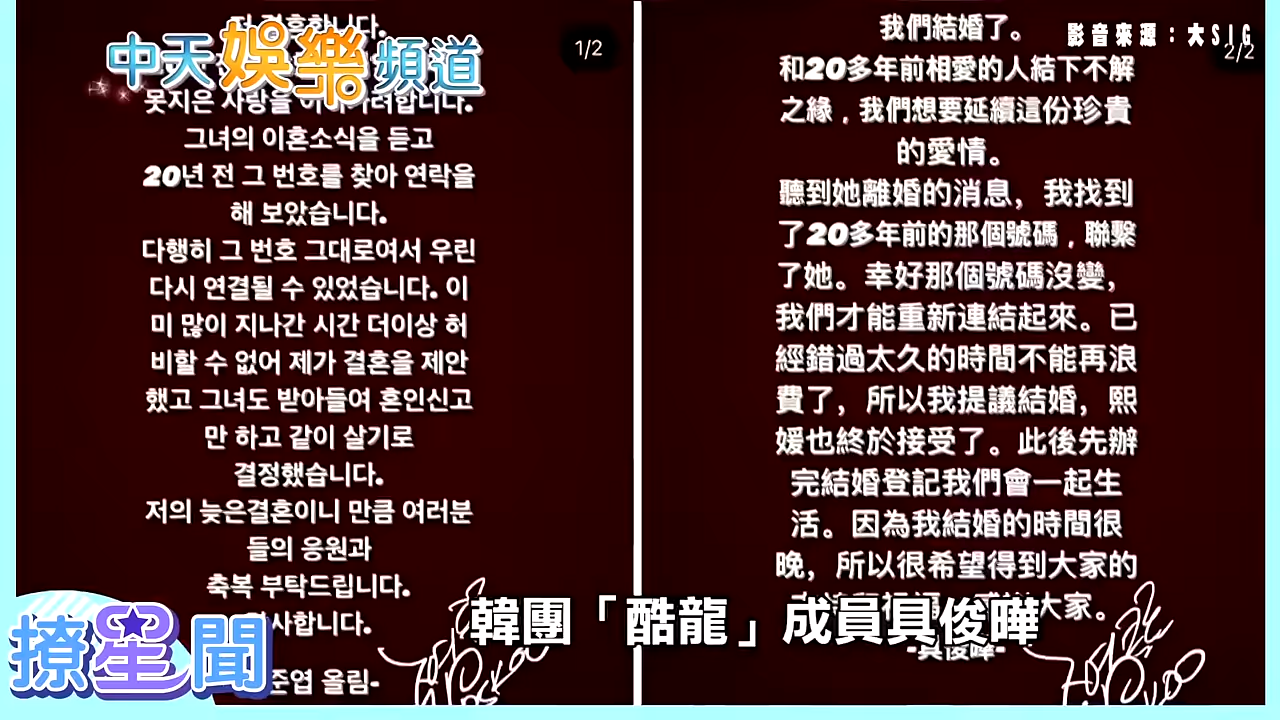 중天娛樂頻道
저 결혼합니다.
못지은 사랑을 이어가려합니다.
그녀의 이혼소식을 듣고
20년 전 그 번호를 찾아 연락을
해 보았습니다.
다행히 그 번호 그대로여서 우린
다시 연결될 수 있었습니다. 이
미 많이 지나간 시간 더이상 허
비할 수 없어 제가 결혼을 제안
했고 그녀도 받아들여 혼인신고
만 하고 같이 살기로
결정했습니다.
저의 늦은결혼이니 만큼 여러분
들의 응원과
축복 부탁드립니다.
사합니다.
준엽 올림-
1/2
影音來源：大SIG
2/2
我們結婚了。
和20多年前相愛的人結下不解
之緣，我們想要延續這份珍貴
的愛情。
聽到她離婚的消息，我找到
了20多年前的那個號碼，聯繫
了她。幸好那個號碼沒變，
我們才能重新連結起來。已
經錯過太久的時間不能再浪
費了，所以我提議結婚，熙
媛也終於接受了。此後先辦
完結婚登記我們會一起生
活。因為我結婚的時間很
晚，所以很希望得到大家的
大家。
-具俊曄-
韓團「酷龍」成員具俊曄
撩星聞